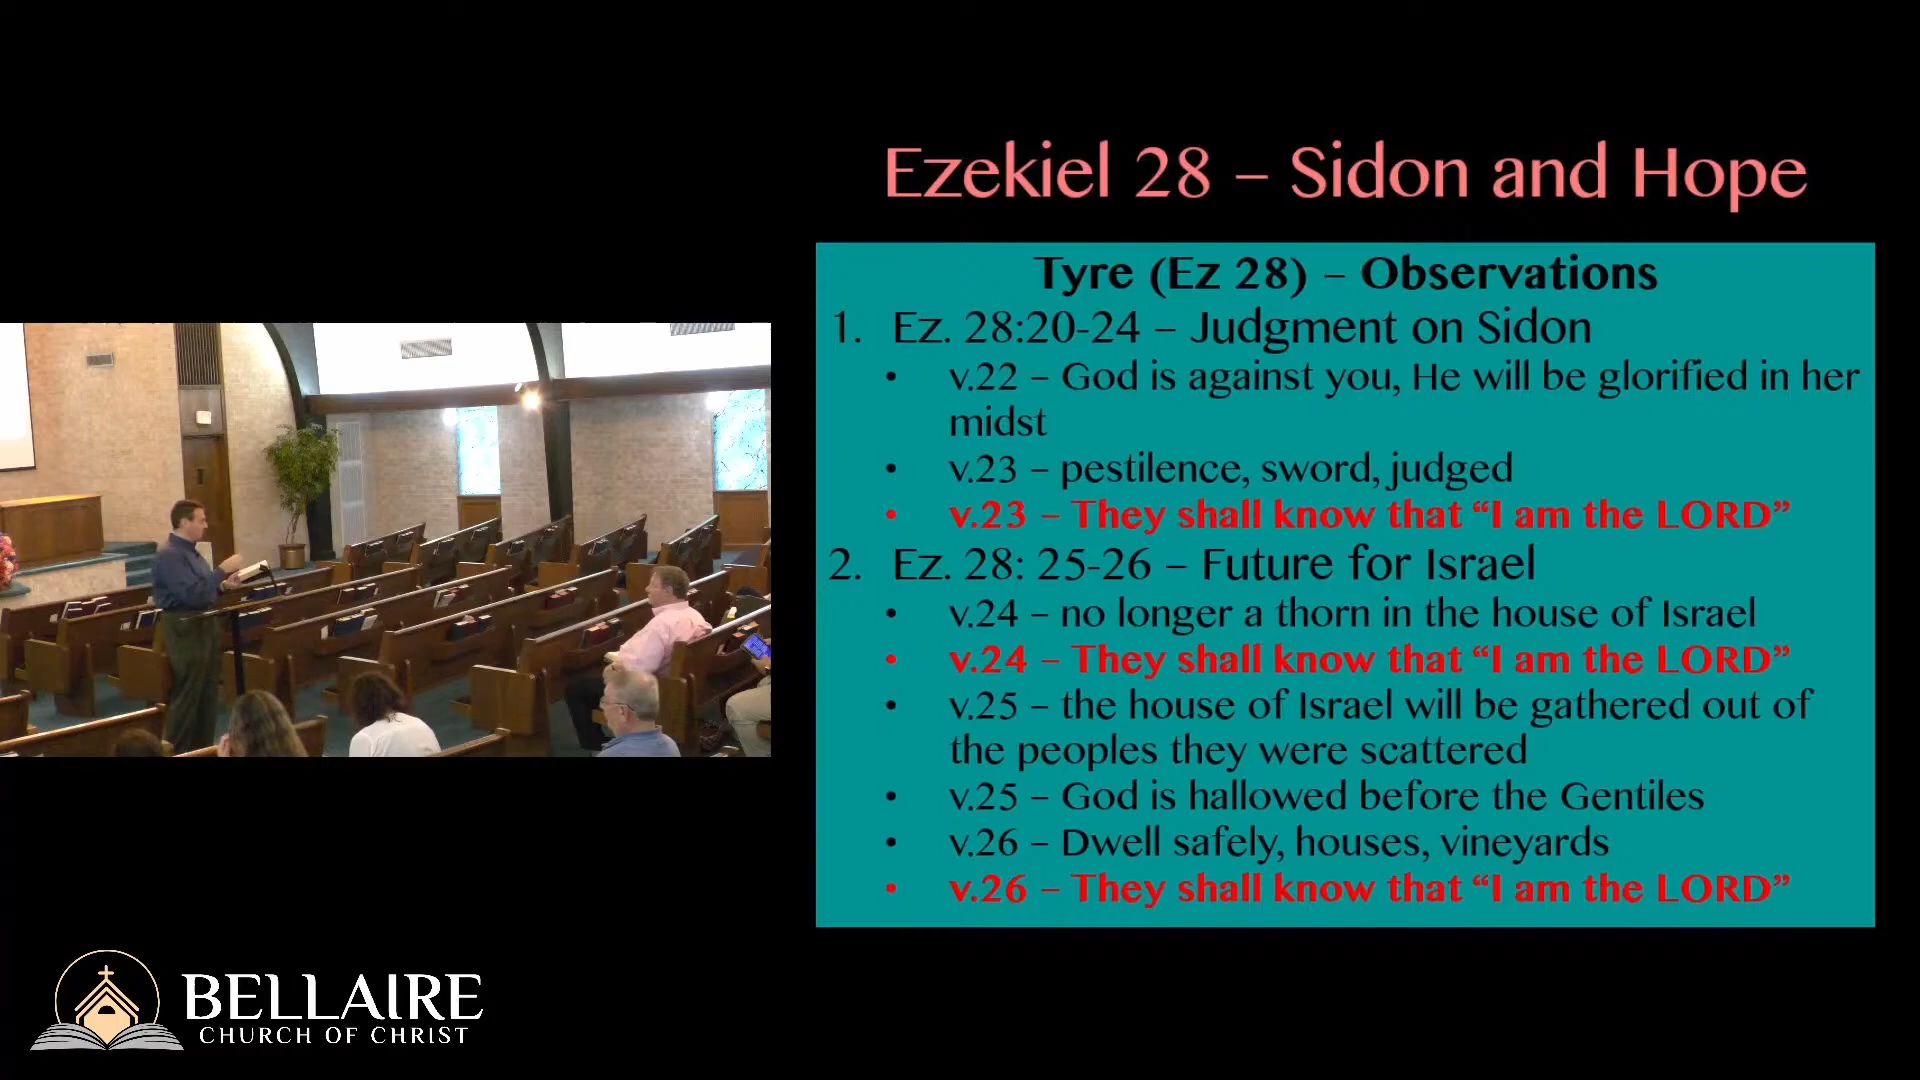 Ezekiel 28 – Sidon and Hope
Tyre (Ez 28) – Observations
1. Ez. 28:20-24 – Judgment on Sidon
• v.22 – God is against you, He will be glorified in her
midst
• v.23 – pestilence, sword, judged
• v.23 – They shall know that “I am the LORD”
2. Ez. 28: 25-26 – Future for Israel
• v.24 – no longer a thorn in the house of Israel
• v.24 – They shall know that “I am the LORD”
• v.25 – the house of Israel will be gathered out of
the peoples they were scattered
• v.25 – God is hallowed before the Gentiles
• v.26 – Dwell safely, houses, vineyards
• v.26 – They shall know that “I am the LORD”
BELLAIRE
CHURCH OF CHRIST